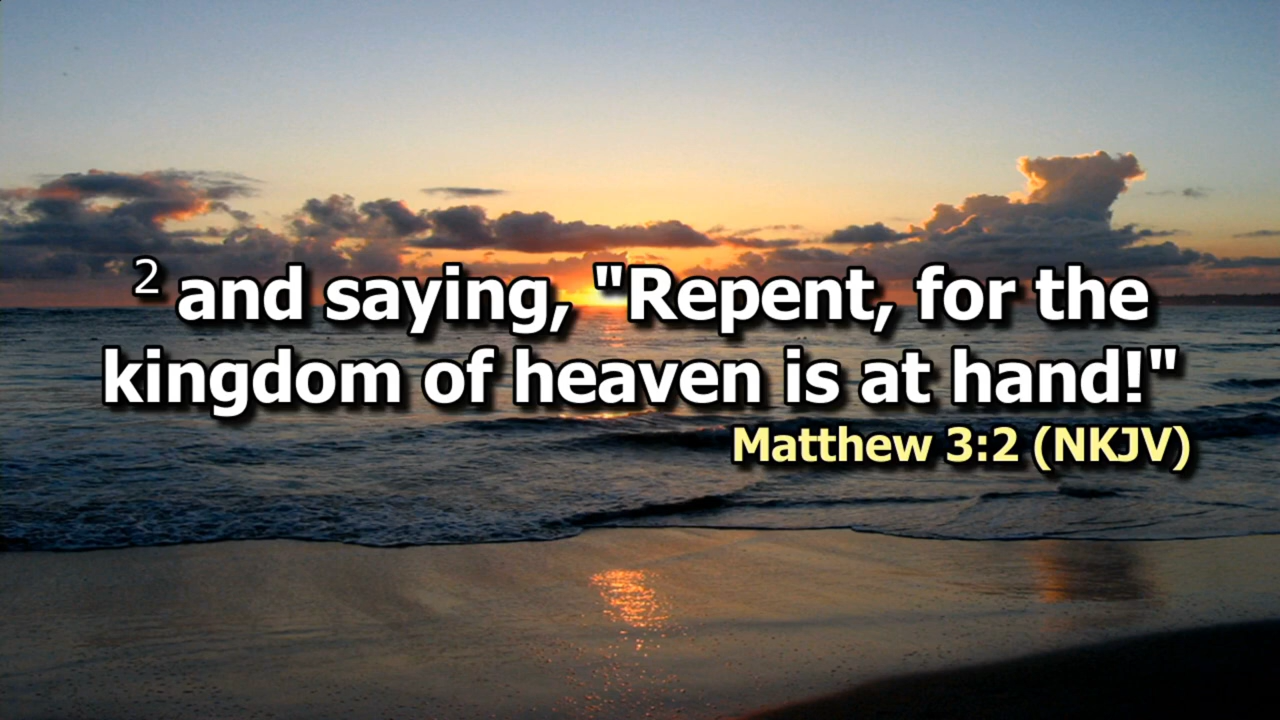 2 and saying, "Repent, for the
kingdom of heaven is at hand!"
Matthew 3:2 (NKJV)